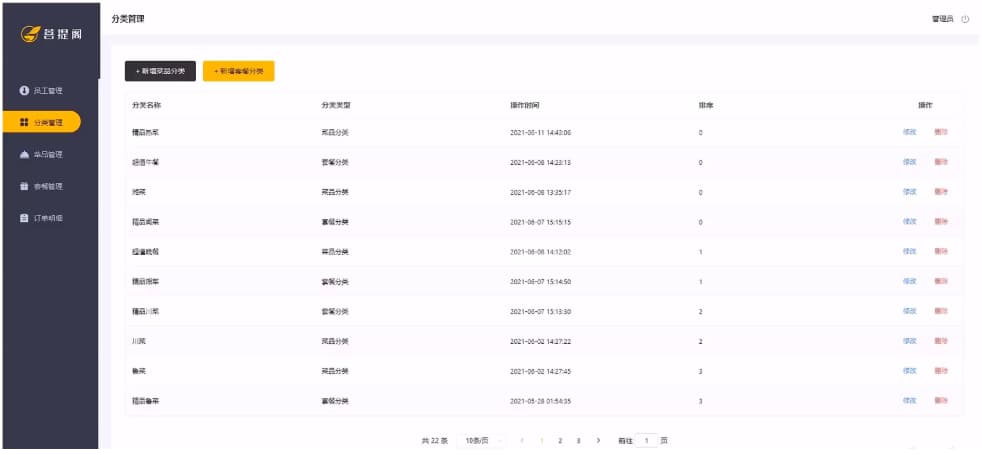 菩提阁
分类管理
管理员
员工管理
分类管理
菜品管理
套餐管理
订单明细
+ 新增菜品分类 + 新增套餐分类
分类名称 分类类型 操作时间 排序 操作
精品热菜 菜品分类 2021-06-11 14:43:06 0 修改 删除
超值午餐 套餐分类 2021-06-08 14:23:13 0 修改 删除
湘菜 菜品分类 2021-06-08 13:35:17 0 修改 删除
精品湘菜 套餐分类 2021-06-07 15:15:15 0 修改 删除
超值晚餐 菜品分类 2021-06-08 14:12:02 1 修改 删除
精品 套餐分类 2021-06-07 15:14:50 1 修改 删除
精品川菜 套餐分类 2021-06-07 15:13:30 2 修改 删除
川菜 菜品分类 2021-06-02 14:27:22 2 修改 删除
鲁菜 菜品分类 2021-06-02 14:27:45 3 修改 删除
精品鲁菜 套餐分类 2021-05-28 01:54:35 3 修改 删除
共 22 条 10条/页 1 2 3 前往 1 页